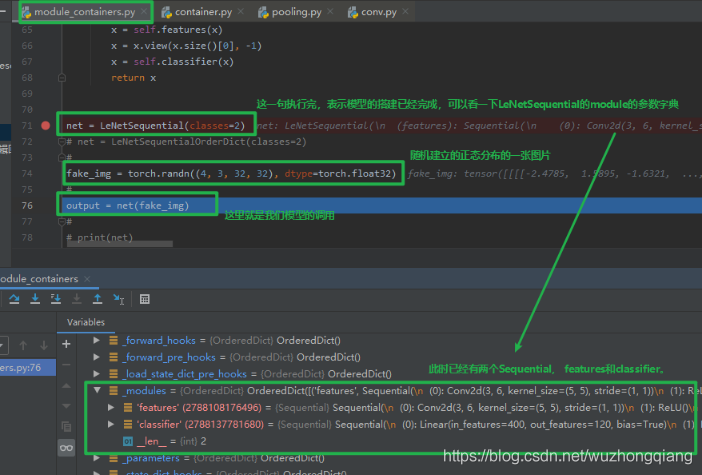 module_containers.py × container.py × pooling.py × conv.py ×
65 x = self.features(x)
66 x = x.view(x.size()[0], -1)
67 x = self.classifier(x)
68 return x
69
70
这一句执行完，表示模型的搭建已经完成，可以看一下LeNetSequential的module的参数字典
71 net = LeNetSequential(classes=2) net: LeNetSequential(\n (features): Sequential(\n (0): Conv2d(3, 6, kernel_s
72 # net = LeNetSequentialOrderDict(classes=2)
73 #
随机建立的正态分布的一张图片
74 fake_img = torch.randn((4, 3, 32, 32), dtype=torch.float32) fake_img: tensor([[[[-2.4785, 1.5895, -1.6321, ...,
75 #
76 output = net(fake_img)
这里就是我们模型的调用
77 #
78 # print(net)
odule_containers ×
Variables
_forward_hooks = {OrderedDict} OrderedDict()
_forward_pre_hooks = {OrderedDict} OrderedDict()
_load_state_dict_pre_hooks = {OrderedDict} OrderedDict()
ers.py:76
此时已经有两个Sequential， features和classifier。
_modules = {OrderedDict} OrderedDict([('features', Sequential(\n (0): Conv2d(3, 6, kernel_size=(5, 5), stride=(1, 1))\n (1): ReL
'features' (2788108176496) = {Sequential} Sequential(\n (0): Conv2d(3, 6, kernel_size=(5, 5), stride=(1, 1))\n (1): ReLU()\n
'classifier' (2788137781680) = {Sequential} Sequential(\n (0): Linear(in_features=400, out_features=120, bias=True)\n (1):
01 __len__ = {int} 2
_parameters = {OrderedDict} OrderedDict()
_state_dict_hooks = {OrderedDict} OrderedDict()
https://blog.csdn.net/wuzhongqiang